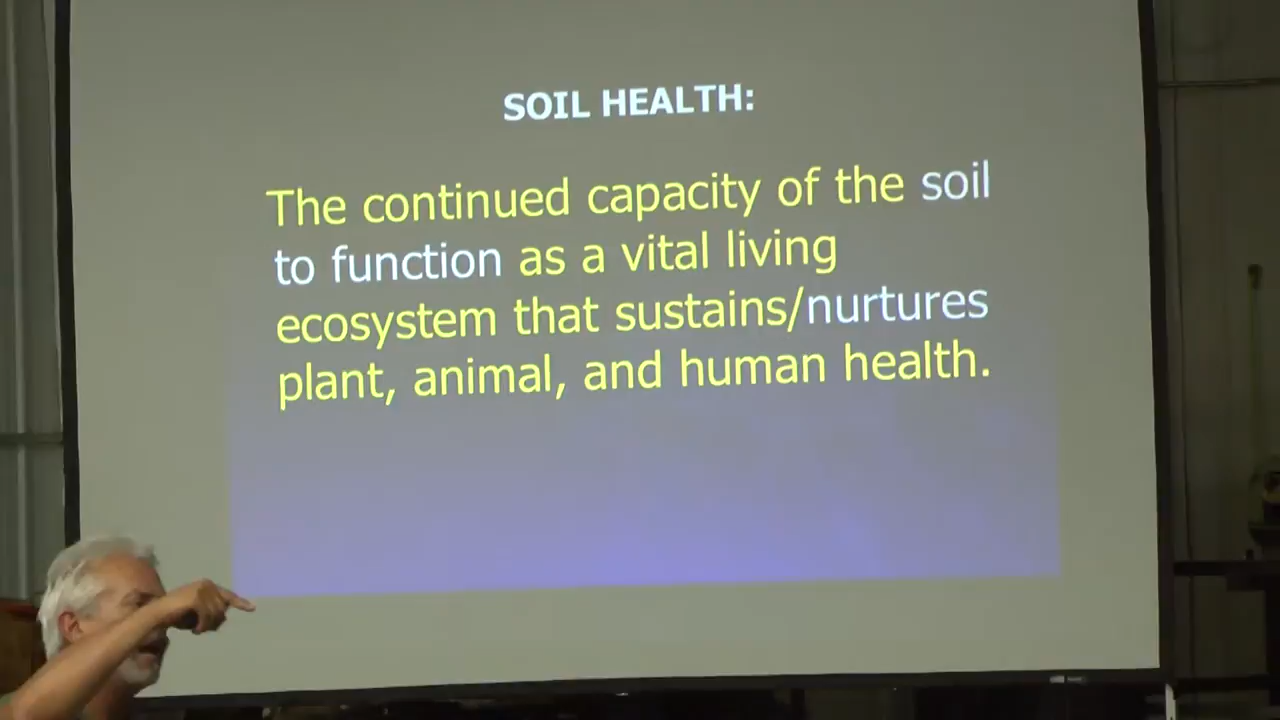 SOIL HEALTH:
The continued capacity of the soil
to function as a vital living
ecosystem that sustains/nurtures
plant, animal, and human health.